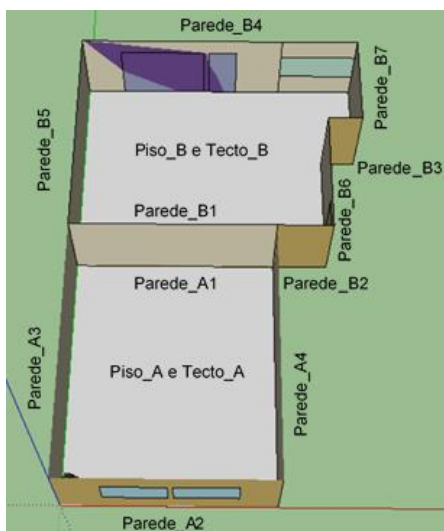 Parede_B4
Parede_B7
Parede_B5
Piso_B e Tecto_B
Parede_B3
Parede_B6
Parede_B1
Parede_A1
Parede_B2
Parede_A3
Parede_A4
Piso_A e Tecto_A
Parede_A2